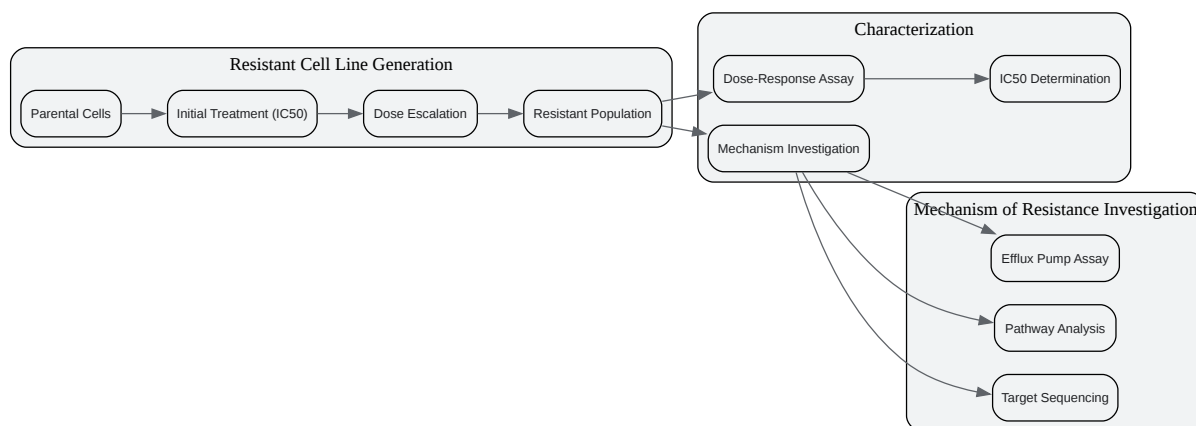 Resistant Cell Line Generation
Parental Cells
Initial Treatment (IC50)
Dose Escalation
Resistant Population
Characterization
Dose-Response Assay
IC50 Determination
Mechanism Investigation
Mechanism of Resistance Investigation
Efflux Pump Assay
Pathway Analysis
Target Sequencing